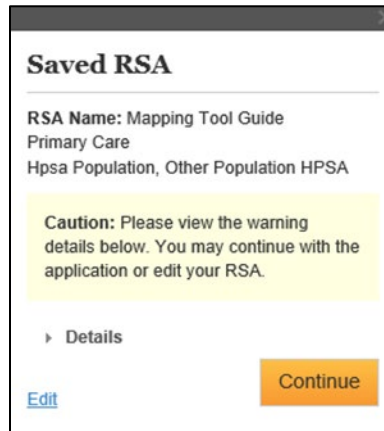 Saved RSA
RSA Name: Mapping Tool Guide
Primary Care
Hpsa Population, Other Population HPSA
Caution: Please view the warning
details below. You may continue with the
application or edit your RSA.
Details
Continue
Edit